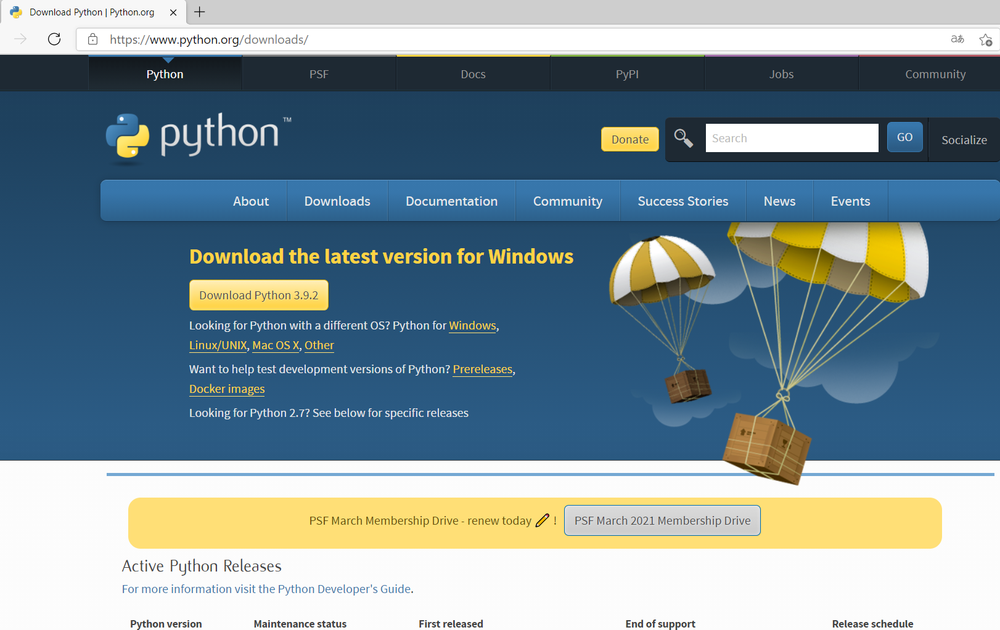 Download Python | Python.org
https://www.python.org/downloads/
aあ
Python PSF Docs PyPI Jobs Community
python™
Donate Search GO Socialize
About Downloads Documentation Community Success Stories News Events
Download the latest version for Windows
Download Python 3.9.2
Looking for Python with a different OS? Python for Windows,
Linux/UNIX, Mac OS X, Other
Want to help test development versions of Python? Prereleases,
Docker images
Looking for Python 2.7? See below for specific releases
PSF March Membership Drive - renew today ! PSF March 2021 Membership Drive
Active Python Releases
For more information visit the Python Developer's Guide.
Python version Maintenance status First released End of support Release schedule